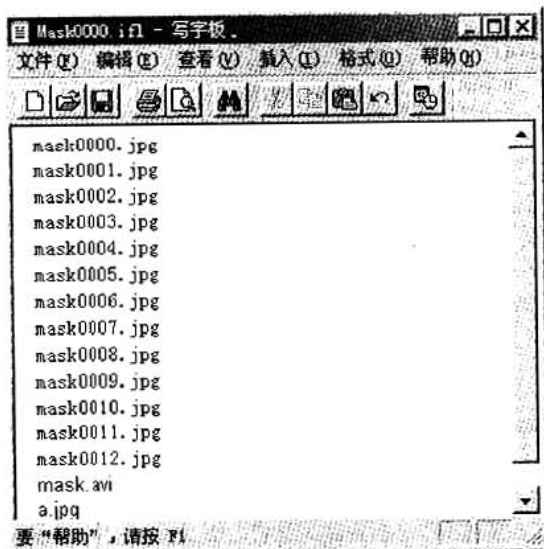 Mask0000.ifl - 写字板.
文件(F) 编辑(E) 查看(V) 插入(I) 格式(O) 帮助(H)
mask0000.jpg
mask0001.jpg
mask0002.jpg
mask0003.jpg
mask0004.jpg
mask0005.jpg
mask0006.jpg
mask0007.jpg
mask0008.jpg
mask0009.jpg
mask0010.jpg
mask0011.jpg
mask0012.jpg
mask.avi
a.jpg
要“帮助”，请按 F1